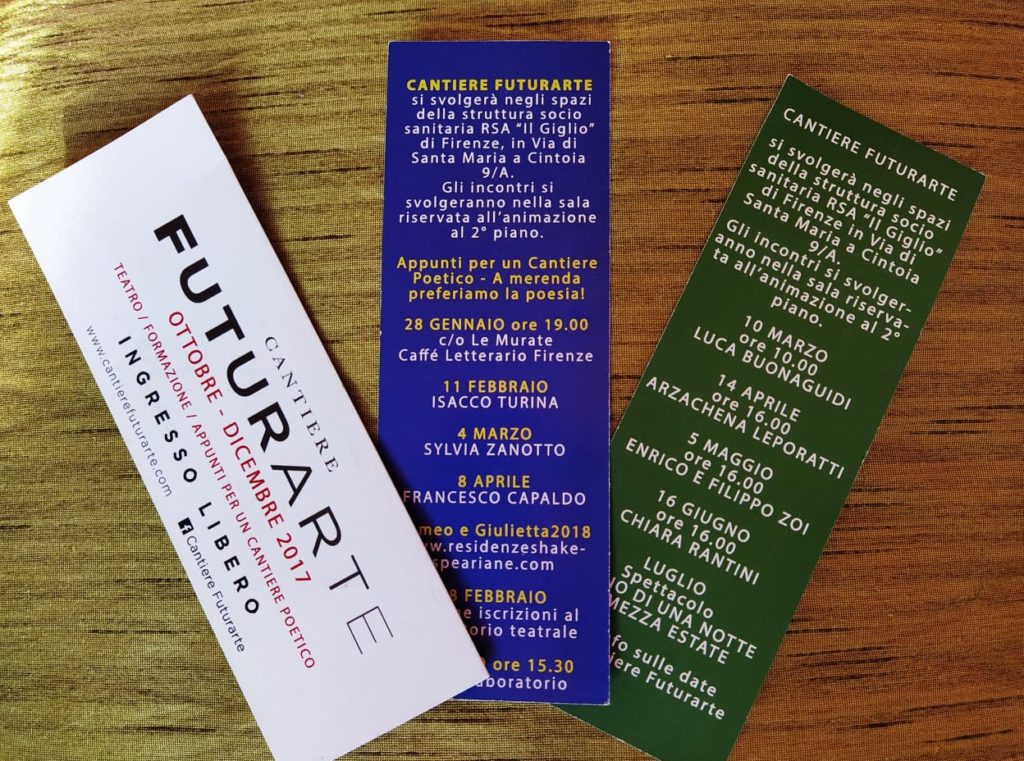 CANTIERE
FUTURARTE
OTTOBRE - DICEMBRE 2017
TEATRO / FORMAZIONE / APPUNTI PER UN CANTIERE POETICO
INGRESSO LIBERO
www.cantierefuturarte.com
Cantiere Futurarte
CANTIERE FUTURARTE
si svolgerà negli spazi
della struttura socio
sanitaria RSA “Il Giglio”
di Firenze, in Via di
Santa Maria a Cintoia
9/A.
Gli incontri si
svolgeranno nella sala
riservata all’animazione
al 2° piano.
Appunti per un Cantiere
Poetico - A merenda
preferiamo la poesia!
28 GENNAIO ore 19.00
c/o Le Murate
Caffé Letterario Firenze
11 FEBBRAIO
ISACCO TURINA
4 MARZO
SYLVIA ZANOTTO
8 APRILE
FRANCESCO CAPALDO
meo e Giulietta2018
ww.residenzeshake-
speariane.com
8 FEBBRAIO
ne iscrizioni al
orio teatrale
ore 15.30
aboratorio
CANTIERE FUTURARTE
si svolgerà negli spazi
della struttura socio
sanitaria RSA “Il Giglio”
di Firenze in Via di
Santa Maria a Cintoia
9/A.
Gli incontri si svolger-
anno nella sala riserva-
ta all’animazione al 2°
piano.
10 MARZO
ore 10.00
LUCA BUONAGUIDI
14 APRILE
ore 16.00
ARZACHENA LEPORATTI
5 MAGGIO
ore 16.00
ENRICO E FILIPPO ZOI
16 GIUGNO
ore 16.00
CHIARA RANTINI
LUGLIO
Spettacolo
O DI UNA NOTTE
MEZZA ESTATE
fo sulle date
iere Futurarte